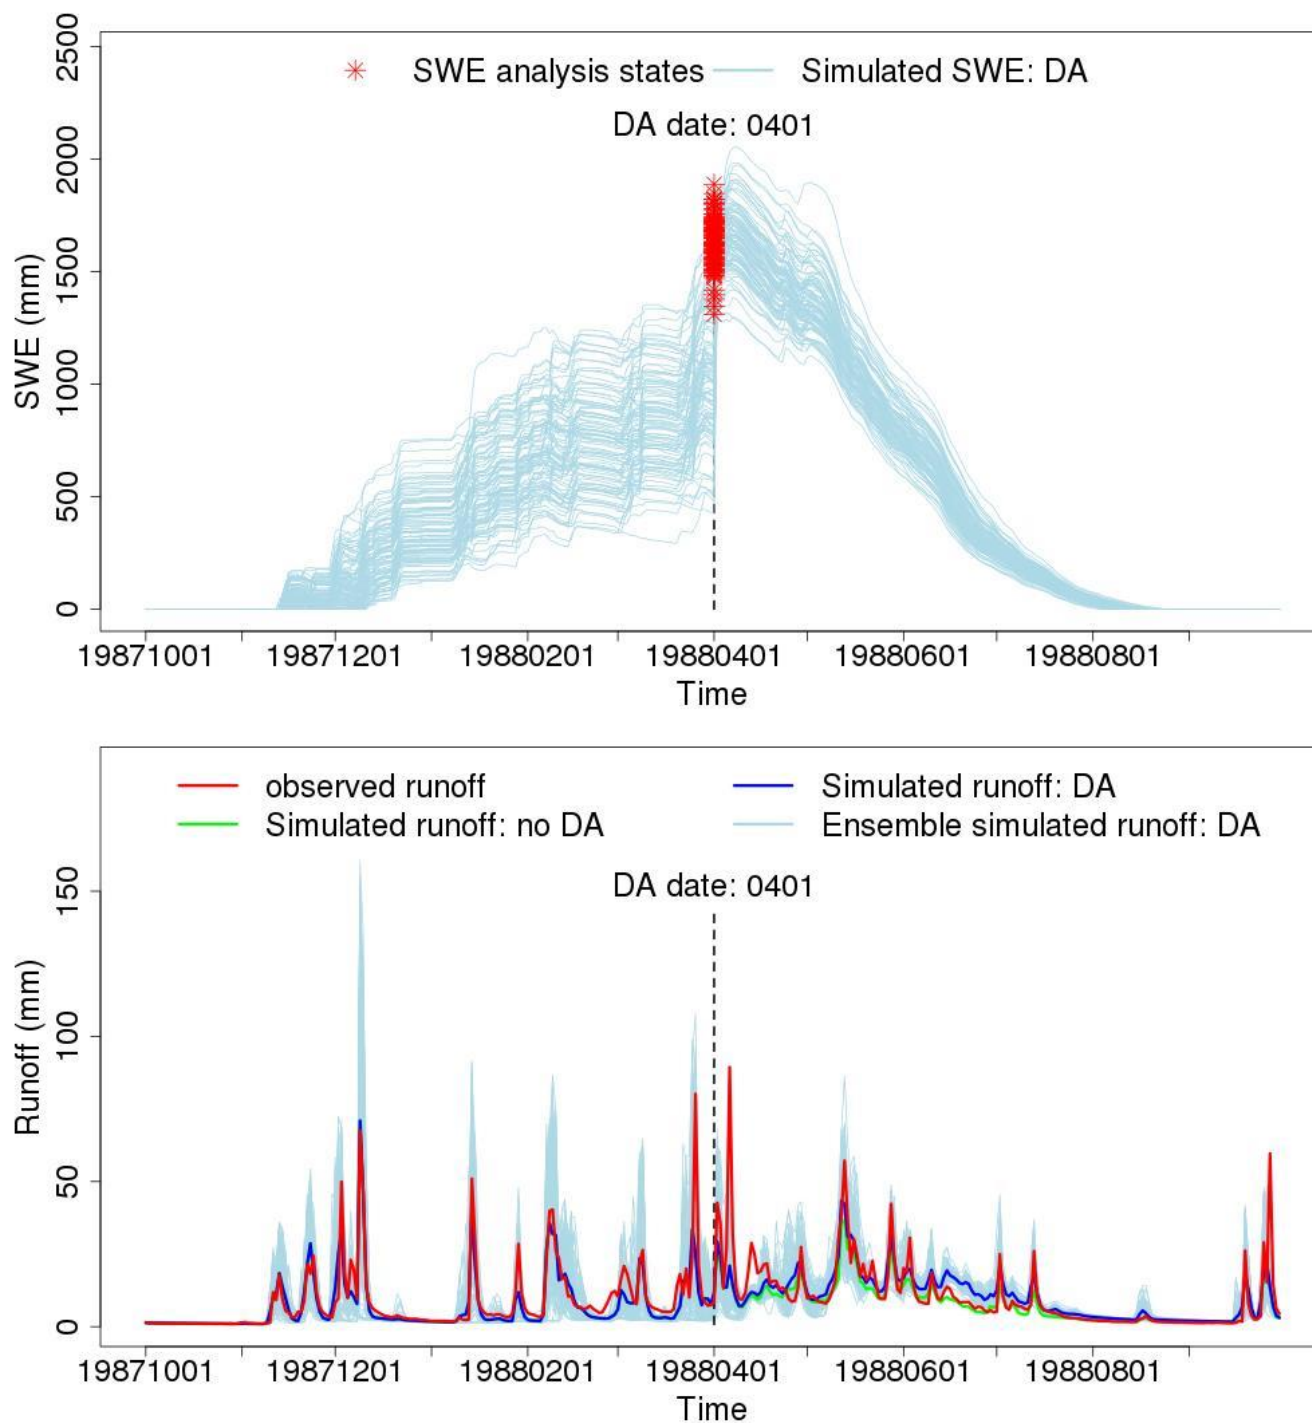 2500
2000
1500
1000
500
0
SWE (mm)
SWE analysis states
Simulated SWE: DA
DA date: 0401
19871001 19871201 19880201 19880401 19880601 19880801
Time
150
100
50
0
Runoff (mm)
observed runoff
Simulated runoff: DA
Simulated runoff: no DA
Ensemble simulated runoff: DA
DA date: 0401
19871001 19871201 19880201 19880401 19880601 19880801
Time